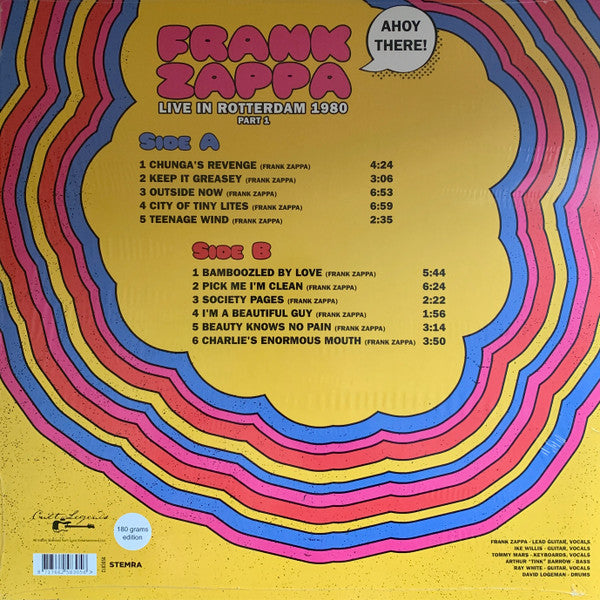 FRANK
ZAPPA
AHOY
THERE!
LIVE IN ROTTERDAM 1980
PART 1
SIDE A
1 CHUNGA'S REVENGE (FRANK ZAPPA) 4:24
2 KEEP IT GREASEY (FRANK ZAPPA) 3:06
3 OUTSIDE NOW (FRANK ZAPPA) 6:53
4 CITY OF TINY LITES (FRANK ZAPPA) 6:59
5 TEENAGE WIND (FRANK ZAPPA) 2:35
SIDE B
1 BAMBOOZLED BY LOVE (FRANK ZAPPA) 5:44
2 PICK ME I'M CLEAN (FRANK ZAPPA) 6:24
3 SOCIETY PAGES (FRANK ZAPPA) 2:22
4 I'M A BEAUTIFUL GUY (FRANK ZAPPA) 1:56
5 BEAUTY KNOWS NO PAIN (FRANK ZAPPA) 3:14
6 CHARLIE'S ENORMOUS MOUTH (FRANK ZAPPA) 3:50
Cult Legends
180 grams
edition
STEMRA
FRANK ZAPPA - LEAD GUITAR, VOCALS
IKE WILLIS - GUITAR, VOCALS
TOMMY MARS - KEYBOARDS, VOCALS
ARTHUR "TINK" BARROW - BASS
RAY WHITE - GUITAR, VOCALS
DAVID LOGEMAN - DRUMS